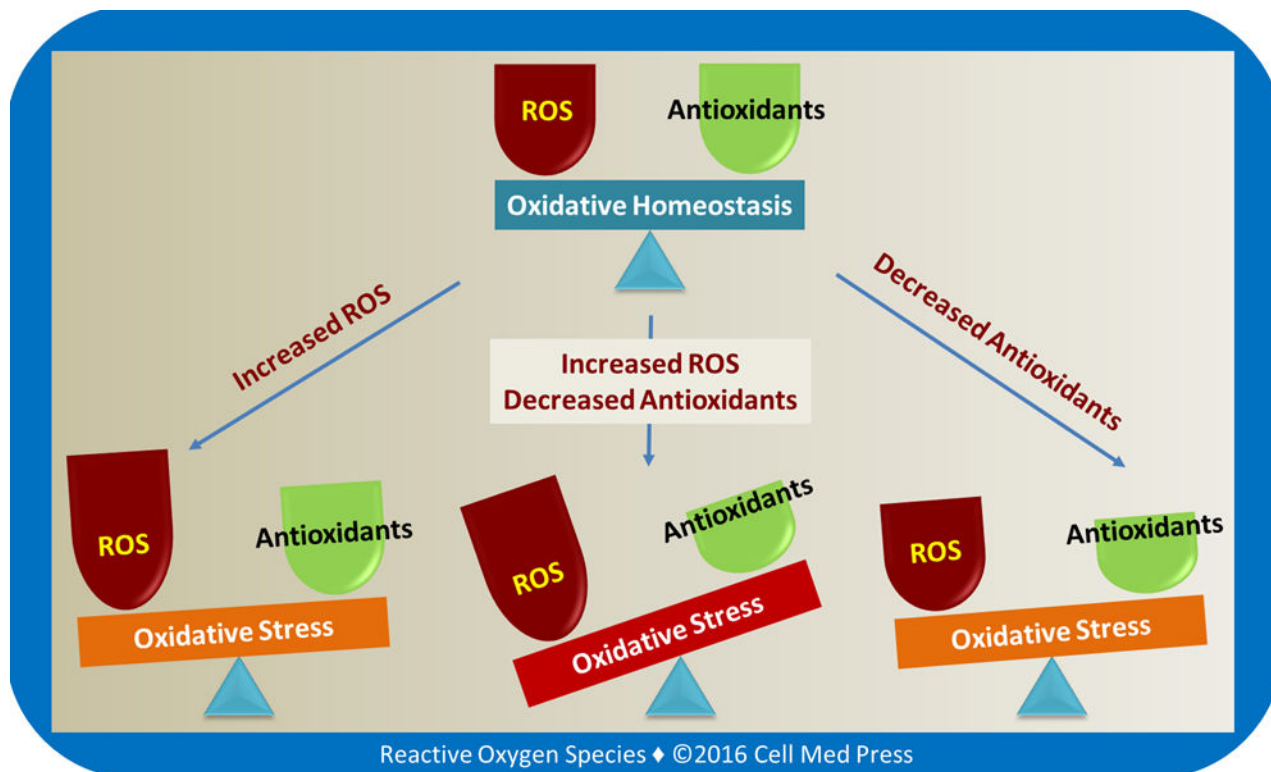 ROS
Antioxidants
Oxidative Homeostasis
Increased ROS
Increased ROS
Decreased Antioxidants
Decreased Antioxidants
ROS
Antioxidants
Oxidative Stress
ROS
Antioxidants
Oxidative Stress
ROS
Antioxidants
Oxidative Stress
Reactive Oxygen Species ♦ ©2016 Cell Med Press